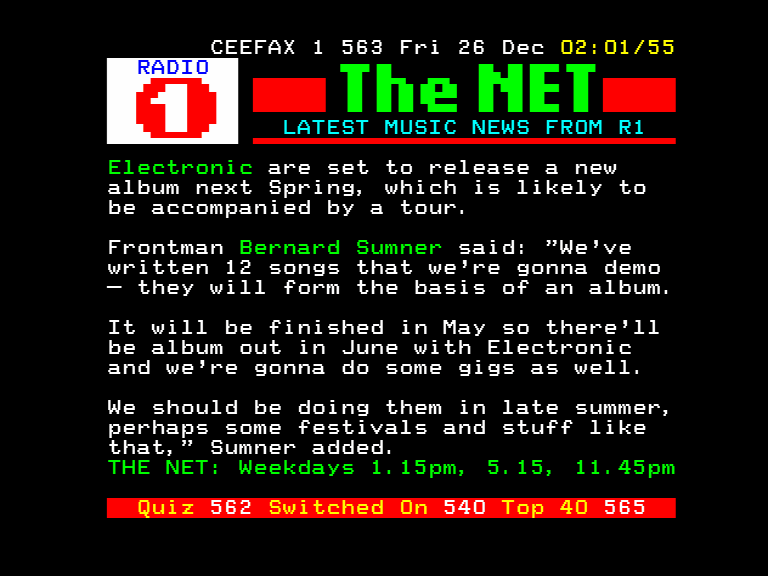 CEEFAX 1 563 Fri 26 Dec 02:01/55
RADIO
1
The NET
LATEST MUSIC NEWS FROM R1
Electronic are set to release a new
album next Spring, which is likely to
be accompanied by a tour.
Frontman Bernard Sumner said: ”We've
written 12 songs that we're gonna demo
— they will form the basis of an album.
It will be finished in May so there'll
be album out in June with Electronic
and we're gonna do some gigs as well.
We should be doing them in late summer,
perhaps some festivals and stuff like
that,” Sumner added.
THE NET: Weekdays 1.15pm, 5.15, 11.45pm
Quiz 562 Switched On 540 Top 40 565